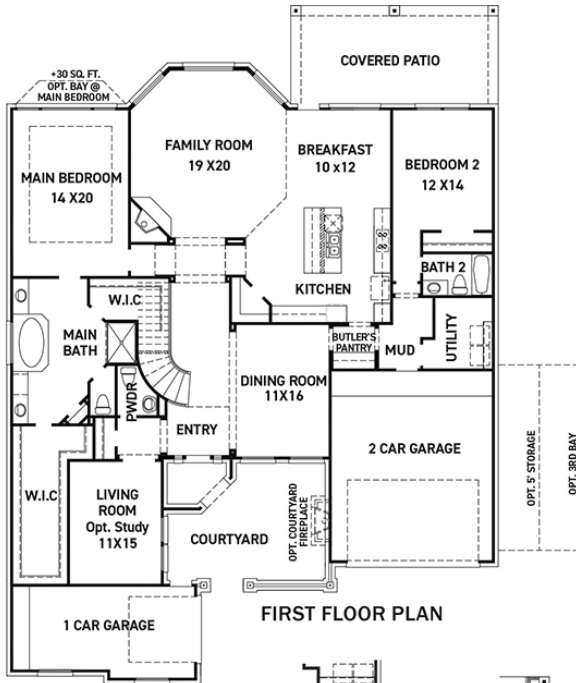 COVERED PATIO
+30 SQ. FT.
OPT. BAY @
MAIN BEDROOM
FAMILY ROOM
19 X20
BREAKFAST
10 x12
BEDROOM 2
12 X14
MAIN BEDROOM
14 X20
BATH 2
KITCHEN
W.I.C
MAIN
BATH
BUTLER'S
PANTRY
MUD
UTILITY
PWDR
DINING ROOM
11X16
ENTRY
2 CAR GARAGE
OPT. 5' STORAGE
OPT. 3RD BAY
W.I.C
LIVING
ROOM
Opt. Study
11X15
COURTYARD
OPT. COURTYARD
FIREPLACE
1 CAR GARAGE
FIRST FLOOR PLAN